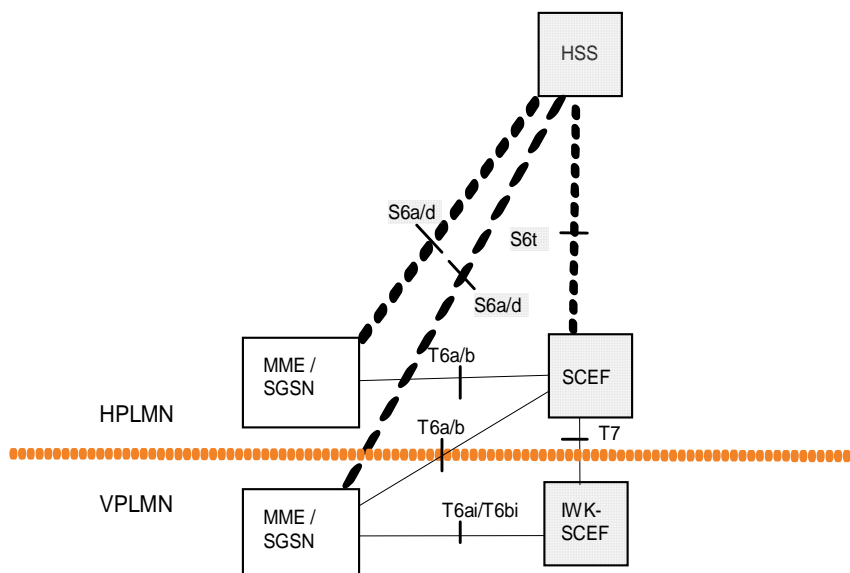 HSS
S6a/d
S6t
S6a/d
MME /
SGSN
T6a/b
SCEF
HPLMN
T6a/b
T7
VPLMN
MME /
SGSN
T6ai/T6bi
IWK-
SCEF